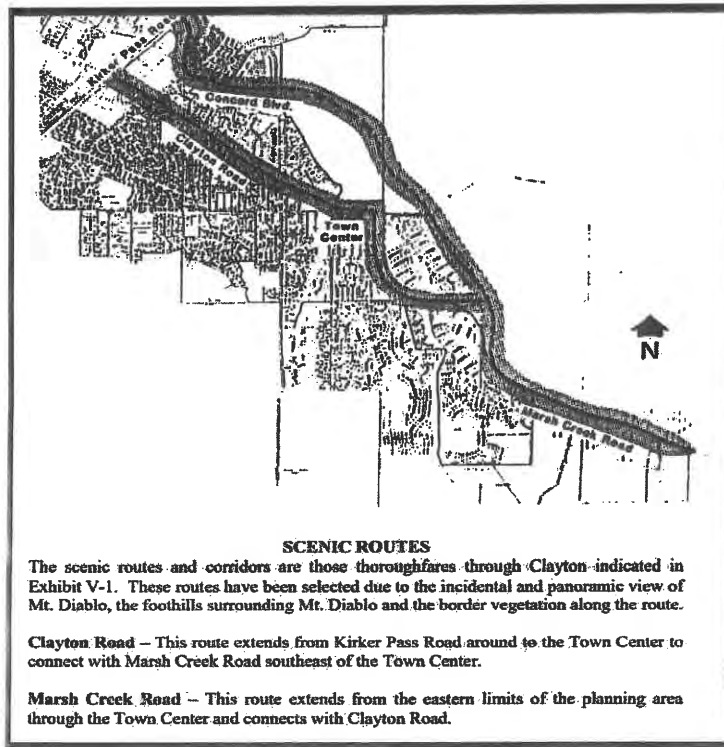 Kirker Pass Road
Concord Blvd.
Clayton Road
Town
Center
N
Marsh Creek Road
SCENIC ROUTES
The scenic routes and corridors are those thoroughfares through Clayton indicated in
Exhibit V-1. These routes have been selected due to the incidental and panoramic view of
Mt. Diablo, the foothills surrounding Mt. Diablo and the border vegetation along the route.
Clayton Road – This route extends from Kirker Pass Road around to the Town Center to
connect with Marsh Creek Road southeast of the Town Center.
Marsh Creek Road – This route extends from the eastern limits of the planning area
through the Town Center and connects with Clayton Road.